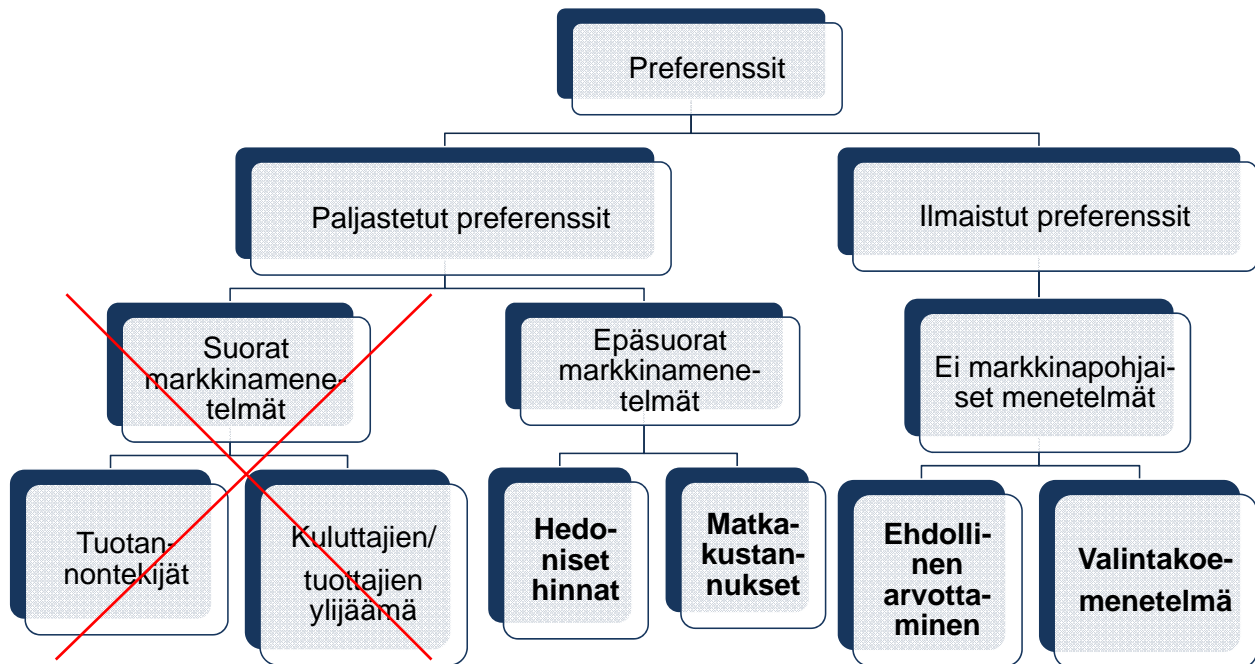 Preferenssit
Paljastetut preferenssit
Ilmaistut preferenssit
Suorat
markkinamene-
telmät
Epäsuorat
markkinamene-
telmät
Ei markkinapohjai-
set menetelmät
Tuotan-
nontekijät
Kuluttajien/
tuottajien
ylijäämä
Hedo-
niset
hinnat
Matka-
kustan-
nukset
Ehdolli-
nen
arvotta-
minen
Valintakoe-
menetelmä